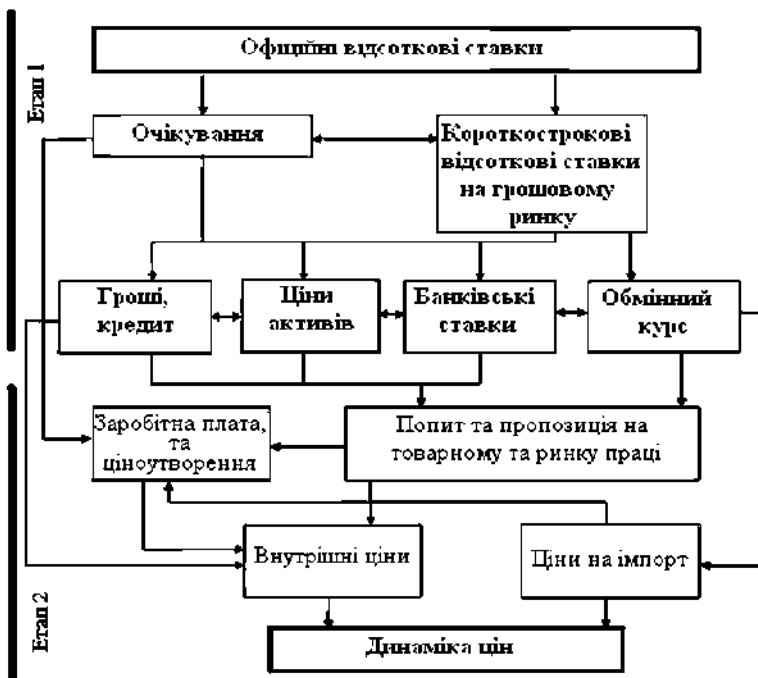 Офиційні відсоткові ставки
Етап 1
Очікування
Короткострокові
відсоткові ставки
на грошовому
ринку
Гроші,
кредит
Ціни
активів
Банківські
ставки
Обмінний
курс
Заробітна плата,
та
ціноутворення
Попит та пропозиція на
товарному та ринку праці
Етап 2
Внутрішні ціни
Ціни на імпорт
Динаміка цін